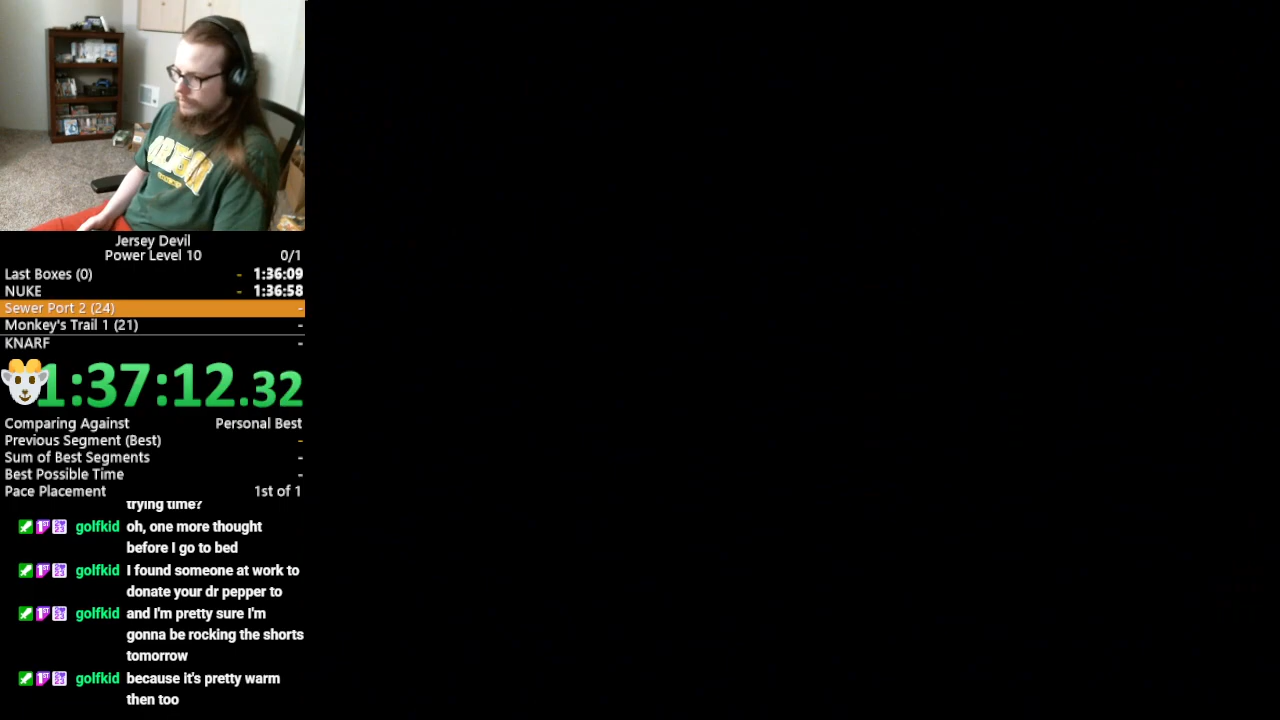 OREGON
Jersey Devil
Power Level 10 0/1
Last Boxes (0) - 1:36:09
NUKE - 1:36:58
Sewer Port 2 (24) -
Monkey's Trail 1 (21) -
KNARF -
1:37:12.32
Comparing Against Personal Best
Previous Segment (Best) -
Sum of Best Segments -
Best Possible Time -
Pace Placement 1st of 1
trying time?
golfkid oh, one more thought
before I go to bed
golfkid I found someone at work to
donate your dr pepper to
golfkid and I'm pretty sure I'm
gonna be rocking the shorts
tomorrow
golfkid because it's pretty warm
then too